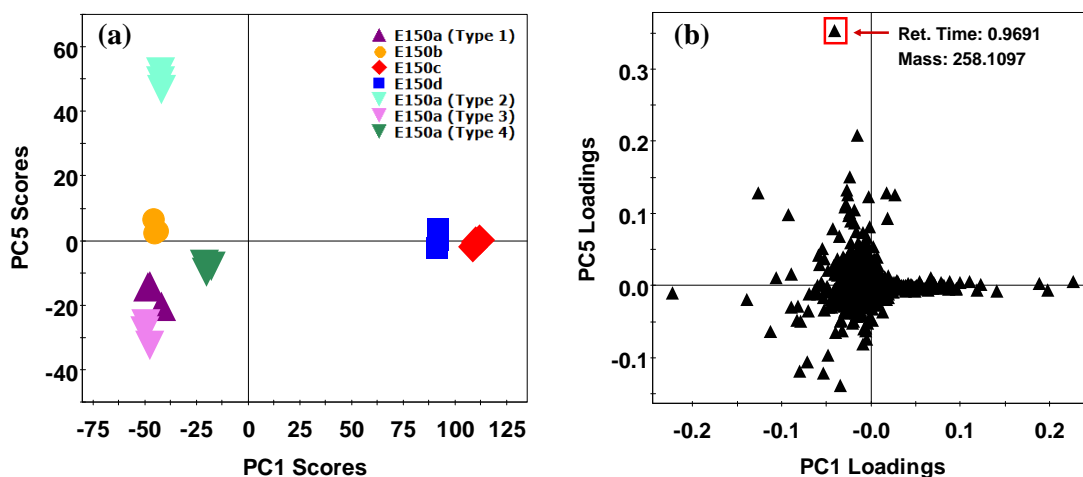 (a)
E150a (Type 1)
E150b
E150c
E150d
E150a (Type 2)
E150a (Type 3)
E150a (Type 4)
60
40
20
0
-20
-40
PC5 Scores
-75 -50 -25 0 25 50 75 100 125
PC1 Scores
(b)
Ret. Time: 0.9691
Mass: 258.1097
0.3
0.2
0.1
0.0
-0.1
PC5 Loadings
-0.2 -0.1 -0.0 0.1 0.2
PC1 Loadings